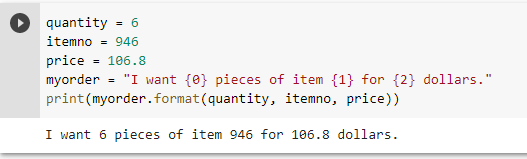 quantity = 6
itemno = 946
price = 106.8
myorder = "I want {0} pieces of item {1} for {2} dollars."
print(myorder.format(quantity, itemno, price))
I want 6 pieces of item 946 for 106.8 dollars.